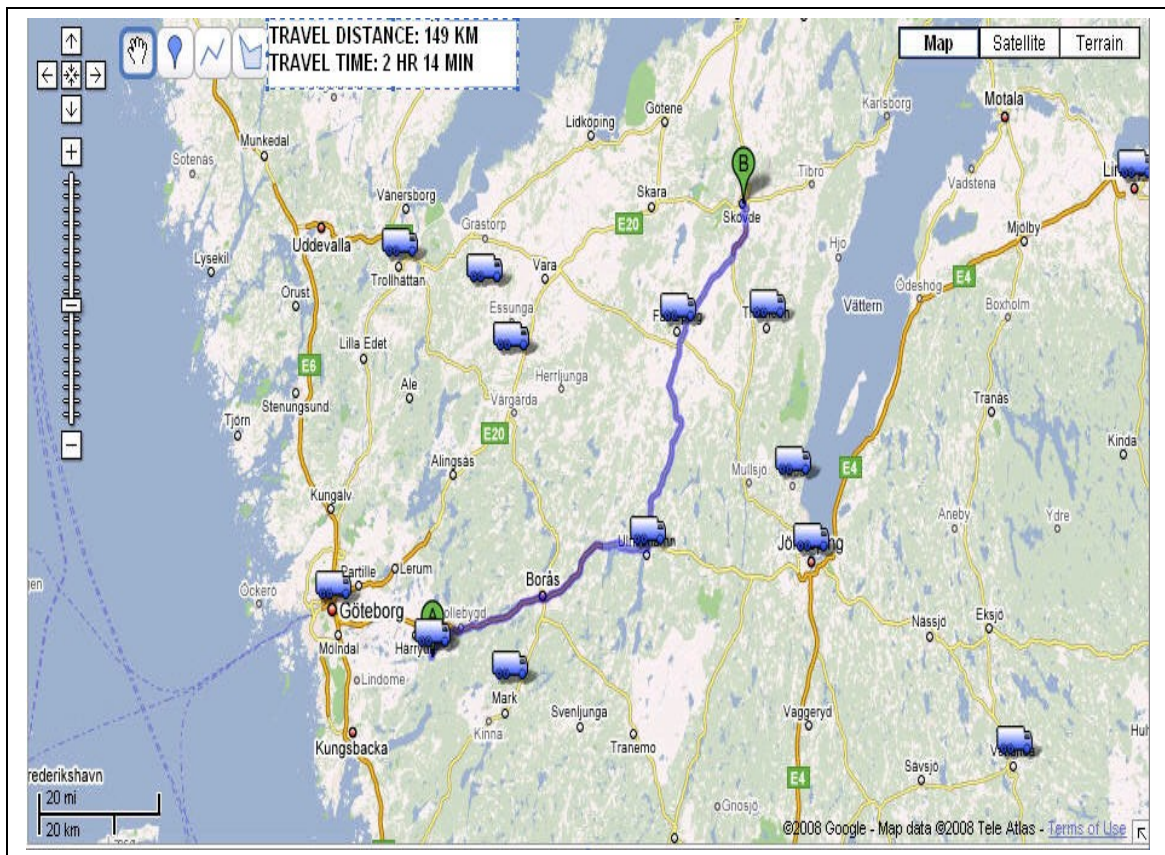 TRAVEL DISTANCE: 149 KM
TRAVEL TIME: 2 HR 14 MIN
Map
Satellite
Terrain
Karlsborg
Motala
Götene
Lidköping
Munkedal
Sotenäs
Tibro
Vadstena
Skara
Skövde
Vänersborg
Grästorp
E20
Uddevalla
Mjölby
Hjo
Lysekil
Trollhättan
Vara
E4
Ödeshög
Orust
Essunga
Vättern
Boxholm
Lilla Edet
E6
Herrljunga
Ale
Stenungsund
Vårgårda
Tranås
Tjörn
E20
Kinda
Alingsås
Mullsjö
E4
Kungälv
Aneby
Ydre
Partille
Lerum
Borås
Öckerö
A
B
Göteborg
Eksjö
Nässjö
Mölndal
Lindome
Mark
Kinna
Svenljunga
Vaggeryd
Kungsbacka
Tranemo
Sävsjö
rederikshavn
E4
20 mi
Gnosjö
20 km
©2008 Google - Map data ©2008 Tele Atlas - Terms of Use